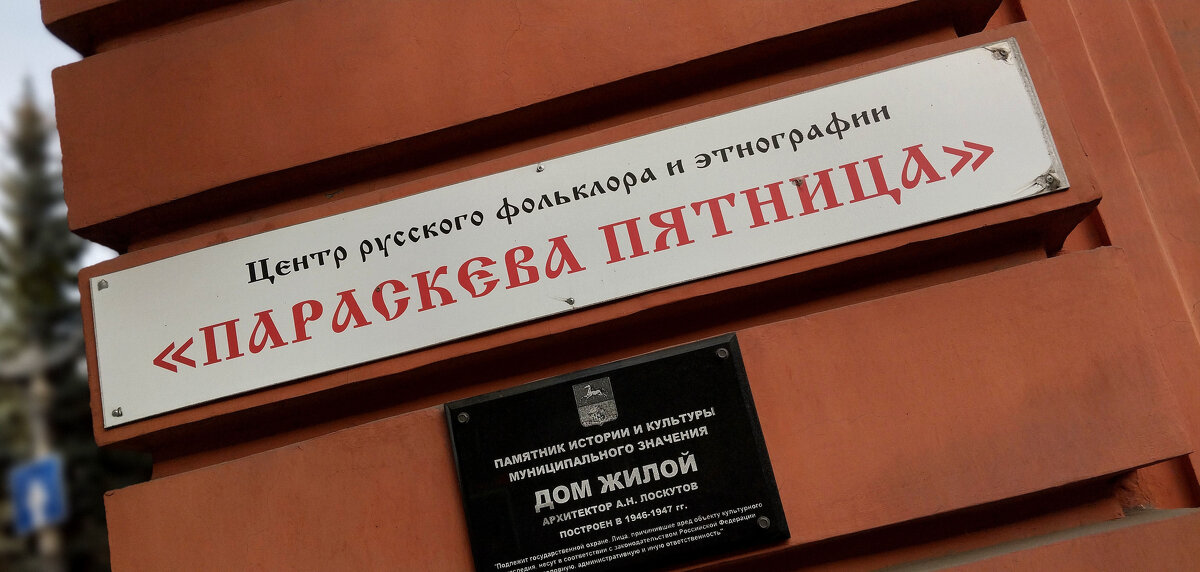 Центр русского фольклора и этнографии
«ПАРАСКЕВА ПЯТНИЦА»
ПАМЯТНИК ИСТОРИИ И КУЛЬТУРЫ
МУНИЦИПАЛЬНОГО ЗНАЧЕНИЯ
ДОМ ЖИЛОЙ
АРХИТЕКТОР А.Н. ЛОСКУТОВ
ПОСТРОЕН В 1946-1947 гг.
"Подлежит государственной охране. Лица, причинившие вред объекту культурного
несут в соответствии с законодательством Российской Федерации
административную и иную ответственность"